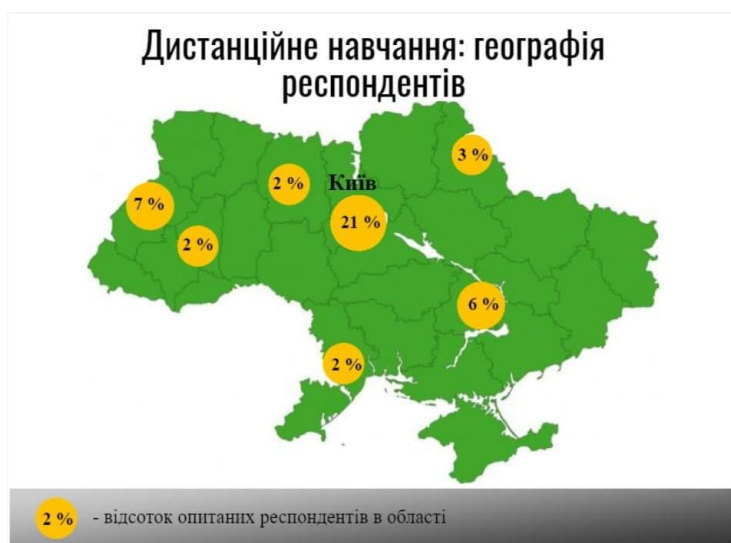 Дистанційне навчання: географія
респондентів
3 %
2 %
Київ
7 %
21 %
2 %
6 %
2 %
2 % - відсоток опитаних респондентів в області